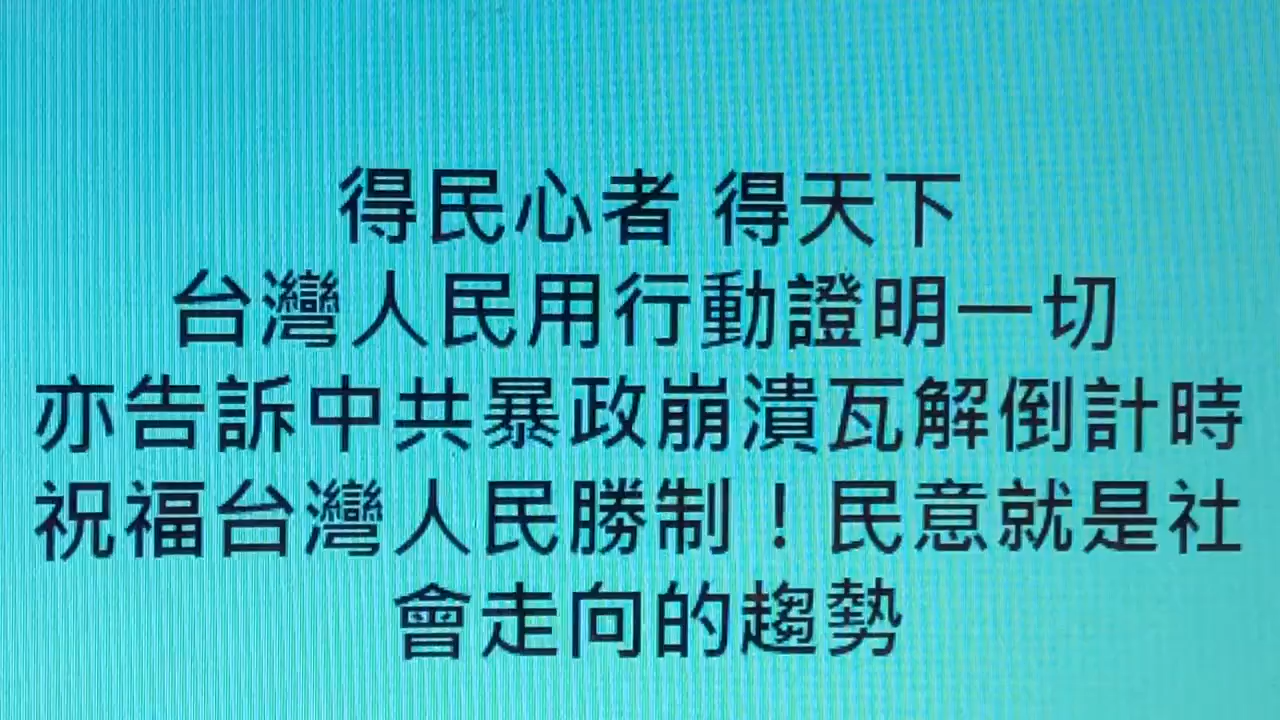 得民心者 得天下
台灣人民用行動證明一切
亦告訴中共暴政崩潰瓦解倒計時
祝福台灣人民勝制！民意就是社
會走向的趨勢